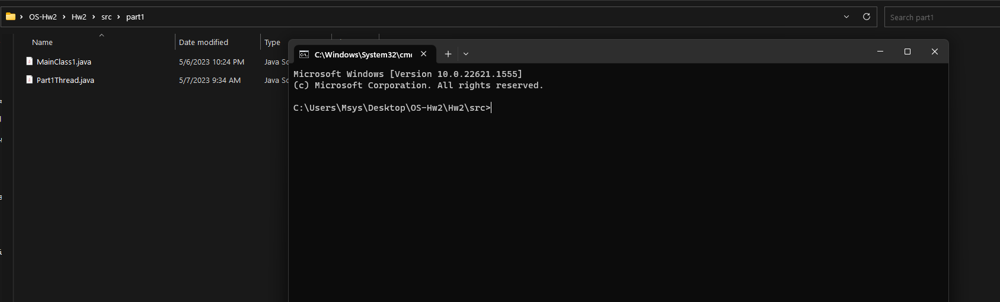 OS-Hw2 > Hw2 > src > part1
Search part1
Name Date modified Type
MainClass1.java 5/6/2023 10:24 PM Java Sc
Part1Thread.java 5/7/2023 9:34 AM Java Sc
C:\Windows\System32\cmd
Microsoft Windows [Version 10.0.22621.1555]
(c) Microsoft Corporation. All rights reserved.
C:\Users\Msys\Desktop\OS-Hw2\Hw2\src>